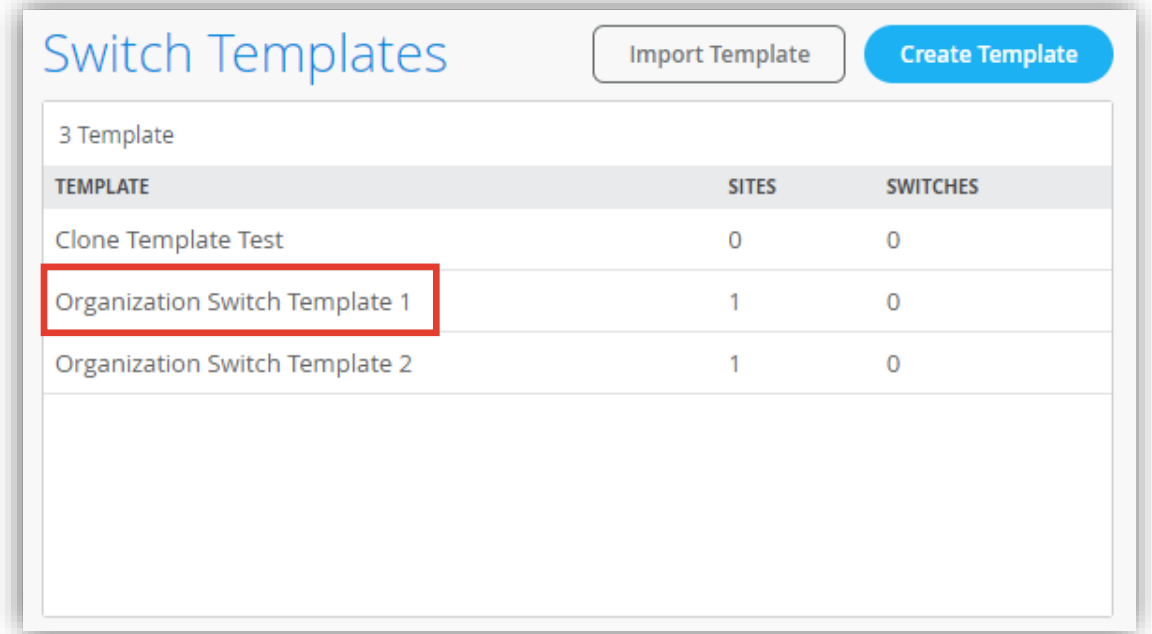 Switch Templates Import Template Create Template
3 Template
TEMPLATE SITES SWITCHES
Clone Template Test 0 0
Organization Switch Template 1 1 0
Organization Switch Template 2 1 0